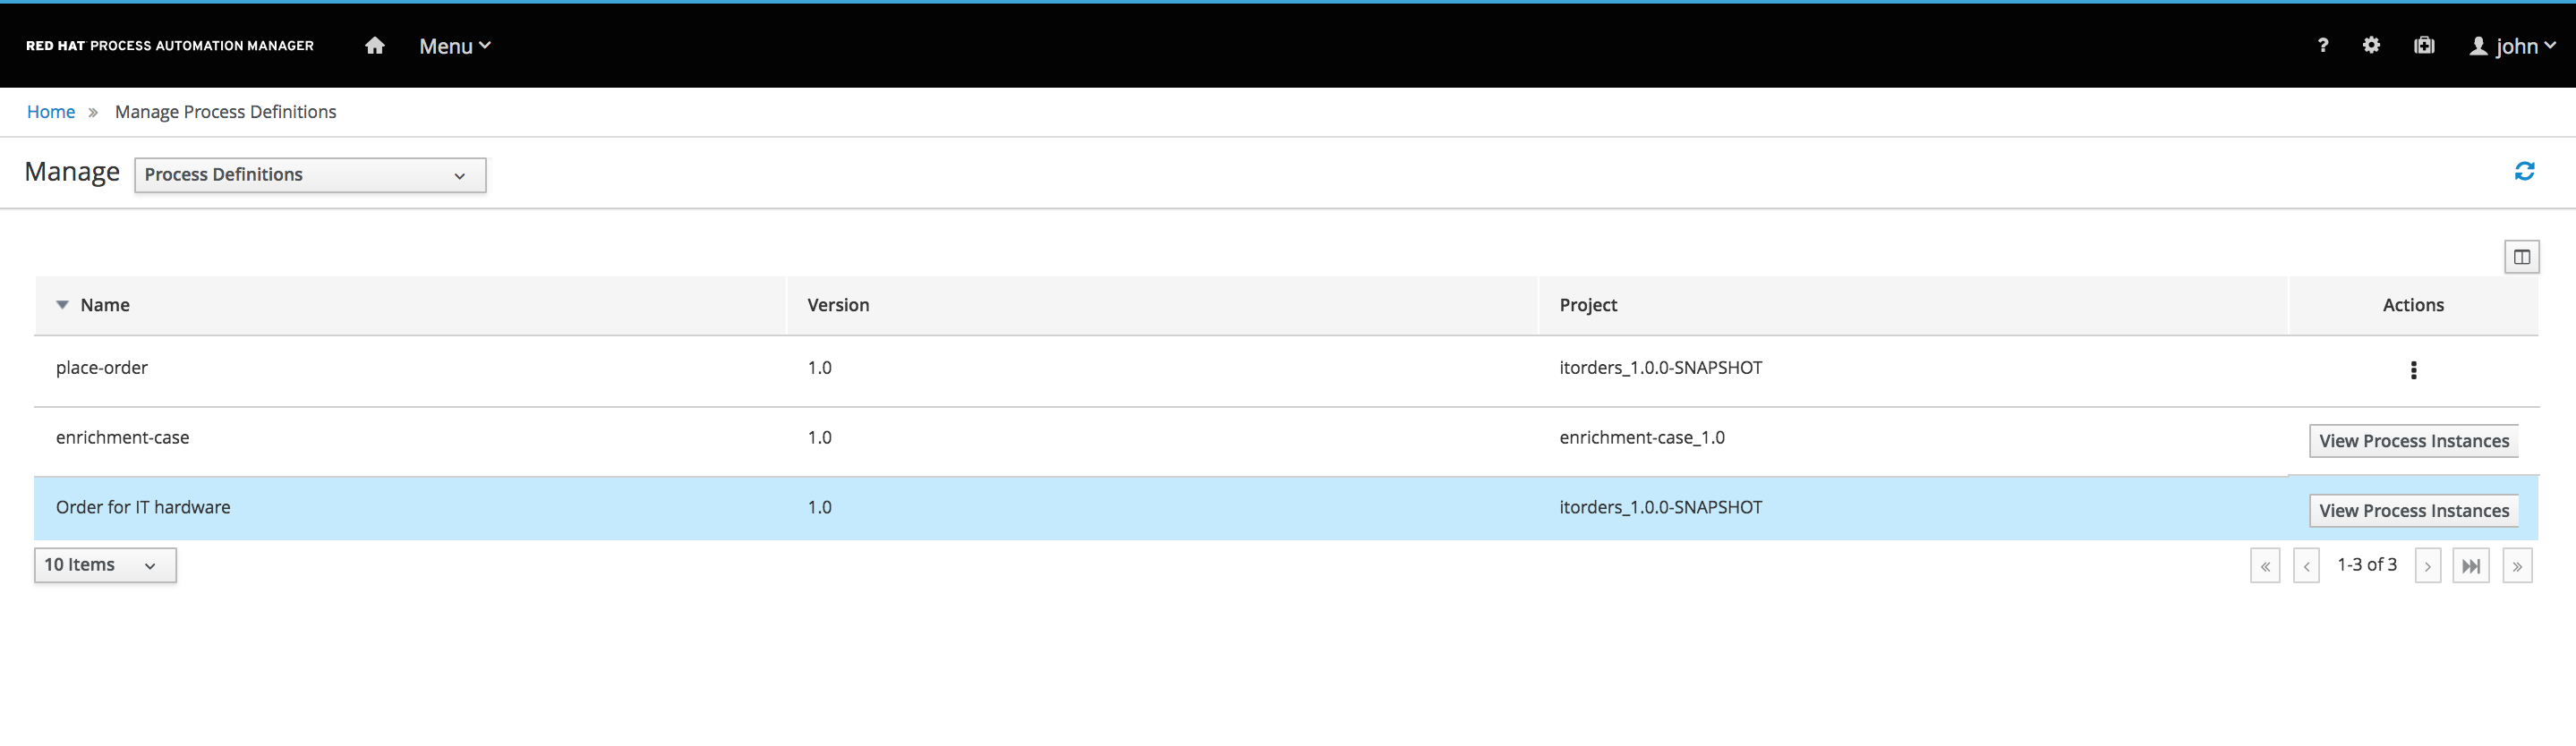 RED HAT PROCESS AUTOMATION MANAGER Menu ? john
Home » Manage Process Definitions
Manage Process Definitions
Name Version Project Actions
place-order 1.0 itorders_1.0.0-SNAPSHOT
enrichment-case 1.0 enrichment-case_1.0 View Process Instances
Order for IT hardware 1.0 itorders_1.0.0-SNAPSHOT View Process Instances
10 Items « ‹ 1-3 of 3 › »